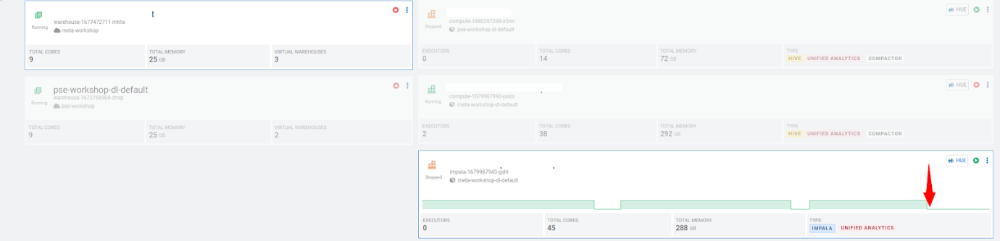 t
Running
warehouse-1677472711-mkhx
meta-workshop
TOTAL CORES
9
TOTAL MEMORY
25 GB
VIRTUAL WAREHOUSES
3
pse-workshop-dl-default
Running
warehouse-1672768904-dnxp
pse-workshop
TOTAL CORES
9
TOTAL MEMORY
25 GB
VIRTUAL WAREHOUSES
2
HUE
Stopped
compute-1680297298-x5mr
pse-workshop-dl-default
EXECUTORS
0
TOTAL CORES
14
TOTAL MEMORY
72 GB
TYPE
HIVE UNIFIED ANALYTICS COMPACTOR
HUE
Running
compute-1679987990-pskb
meta-workshop-dl-default
EXECUTORS
2
TOTAL CORES
38
TOTAL MEMORY
292 GB
TYPE
HIVE UNIFIED ANALYTICS COMPACTOR
HUE
Stopped
impala-1679987943-gshl
meta-workshop-dl-default
EXECUTORS
0
TOTAL CORES
45
TOTAL MEMORY
288 GB
TYPE
IMPALA UNIFIED ANALYTICS